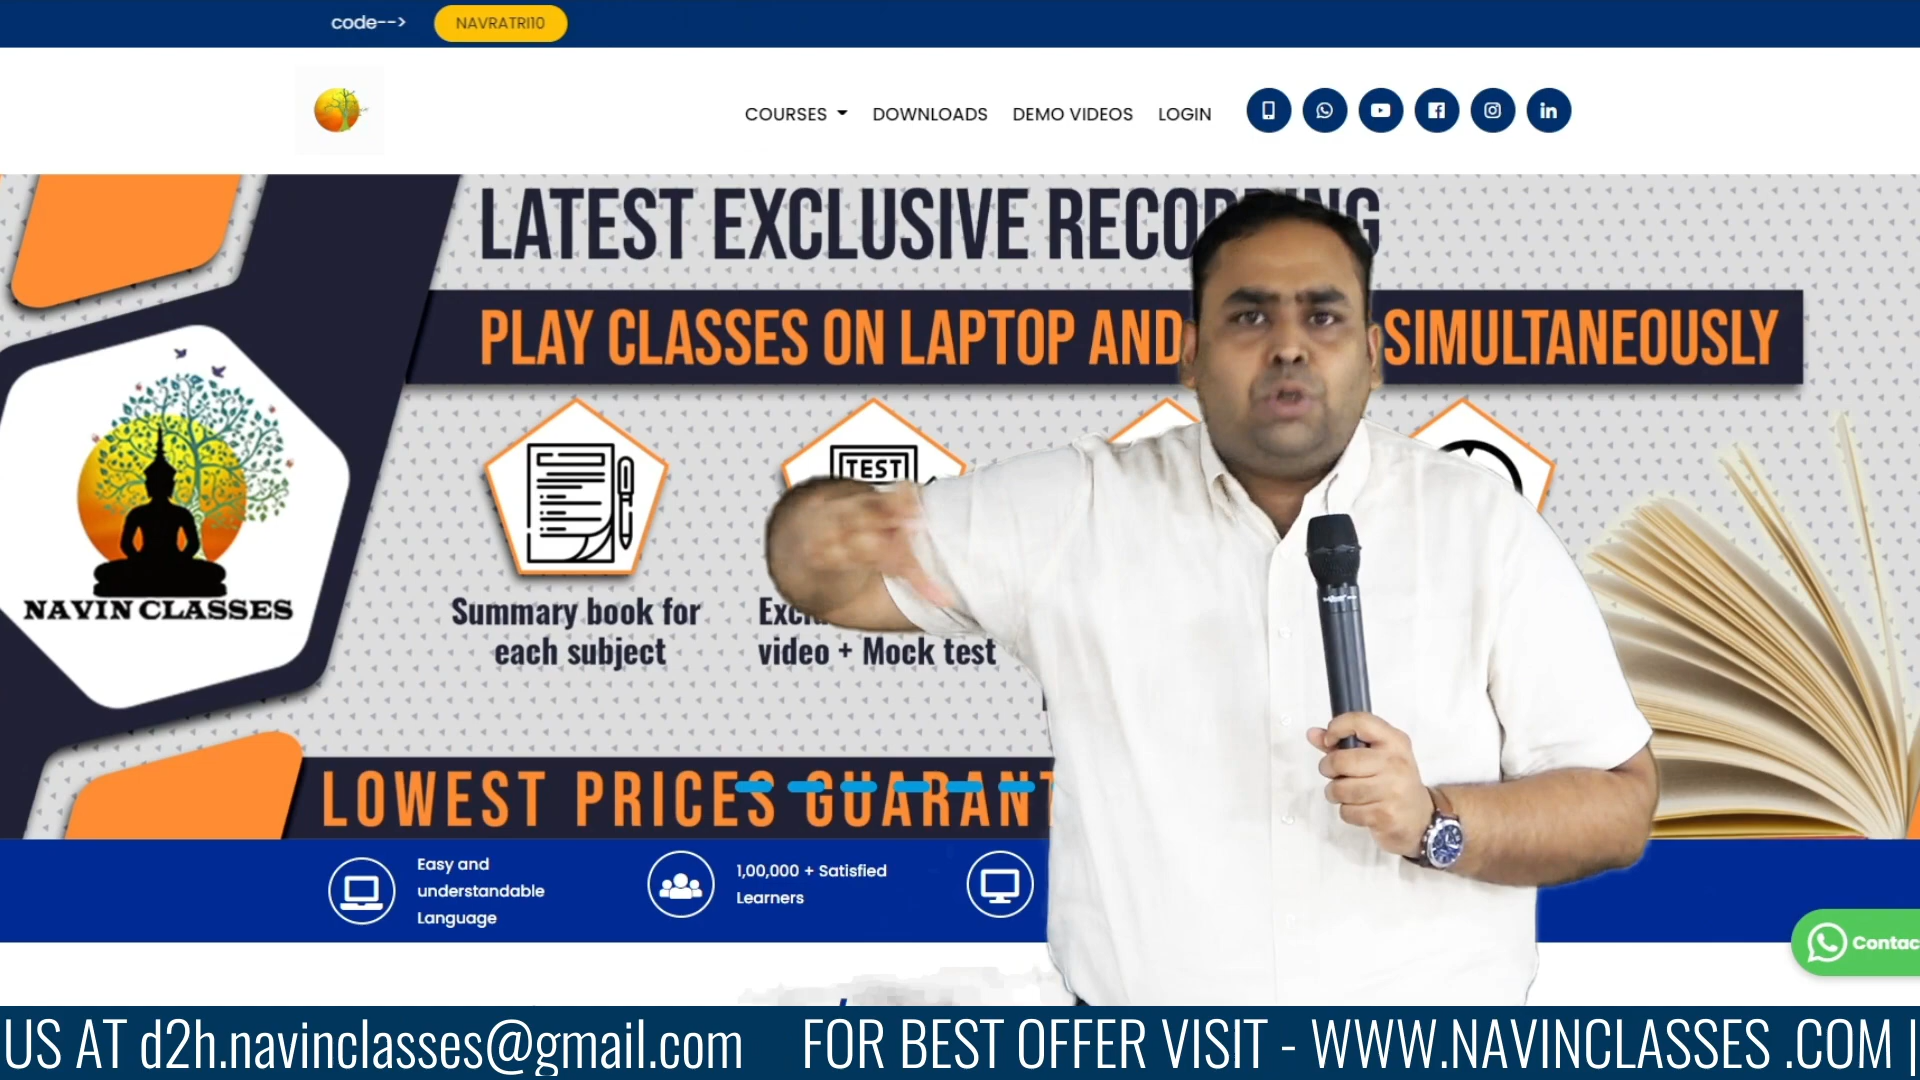 code-->
NAVRATRI10
COURSES
DOWNLOADS
DEMO VIDEOS
LOGIN
LATEST EXCLUSIVE
PLAY CLASSES ON LAPTOP AND SIMULTANEOUSLY
TEST
NAVIN CLASSES
Summary book for
each subject
video + Mock test
LOWEST PRICES
Easy and
understandable
Language
1,00,000 + Satisfied
Learners
US AT d2h.navinclasses@gmail.com FOR BEST OFFER VISIT - WWW.NAVINCLASSES .COM |